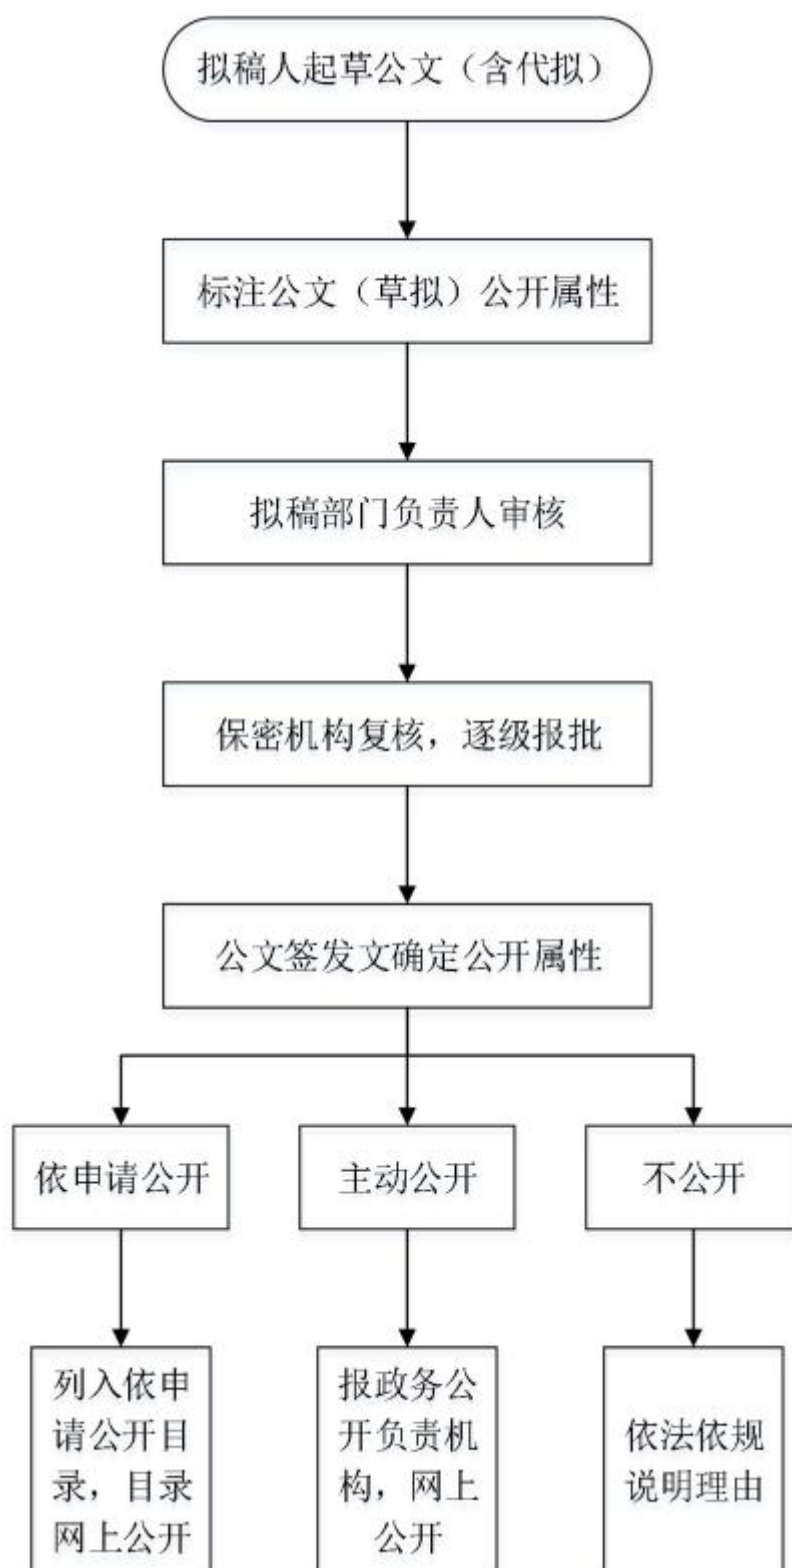 拟稿人起草公文（含代拟）
标注公文（草拟）公开属性
拟稿部门负责人审核
保密机构复核，逐级报批
公文签发文确定公开属性
依申请公开
主动公开
不公开
列入依申
请公开目
录，目录
网上公开
报政务公
开负责机
构，网上
公开
依法依规
说明理由